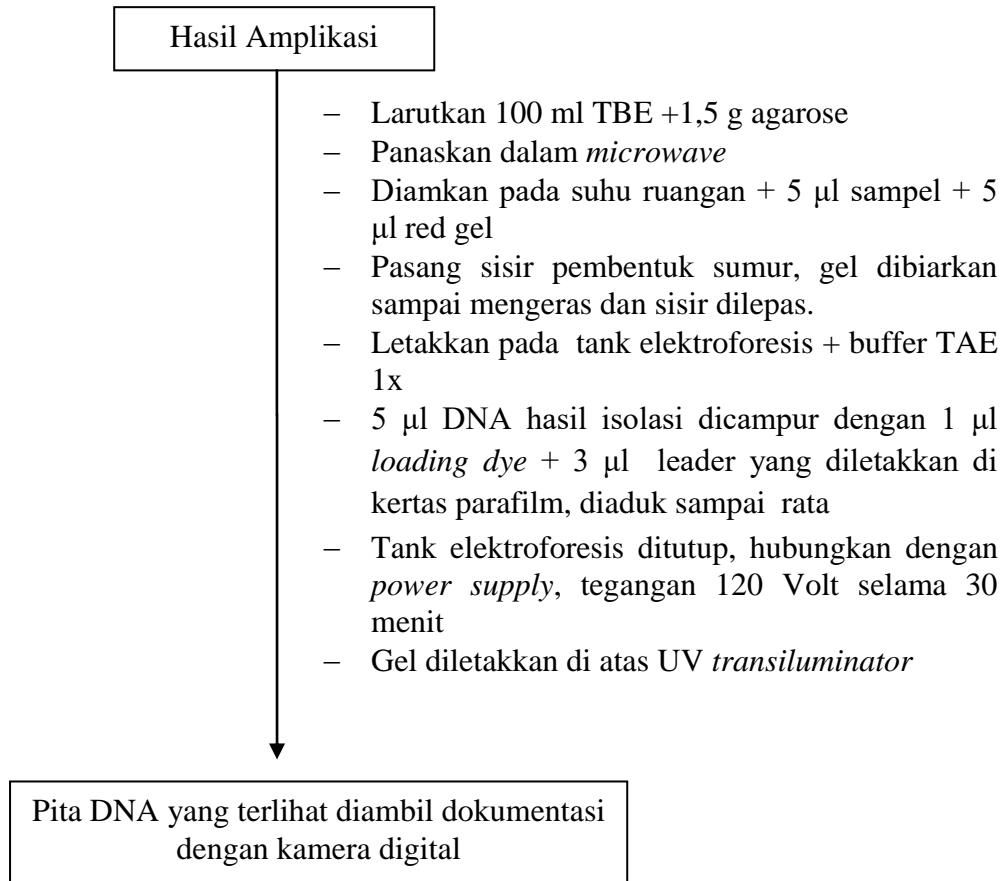 Hasil Amplikasi
– Larutkan 100 ml TBE +1,5 g agarose
– Panaskan dalam microwave
– Diamkan pada suhu ruangan + 5 µl sampel + 5
µl red gel
– Pasang sisir pembentuk sumur, gel dibiarkan
sampai mengeras dan sisir dilepas.
– Letakkan pada tank elektroforesis + buffer TAE
1x
– 5 µl DNA hasil isolasi dicampur dengan 1 µl
loading dye + 3 µl leader yang diletakkan di
kertas parafilm, diaduk sampai rata
– Tank elektroforesis ditutup, hubungkan dengan
power supply, tegangan 120 Volt selama 30
menit
– Gel diletakkan di atas UV transiluminator
Pita DNA yang terlihat diambil dokumentasi
dengan kamera digital